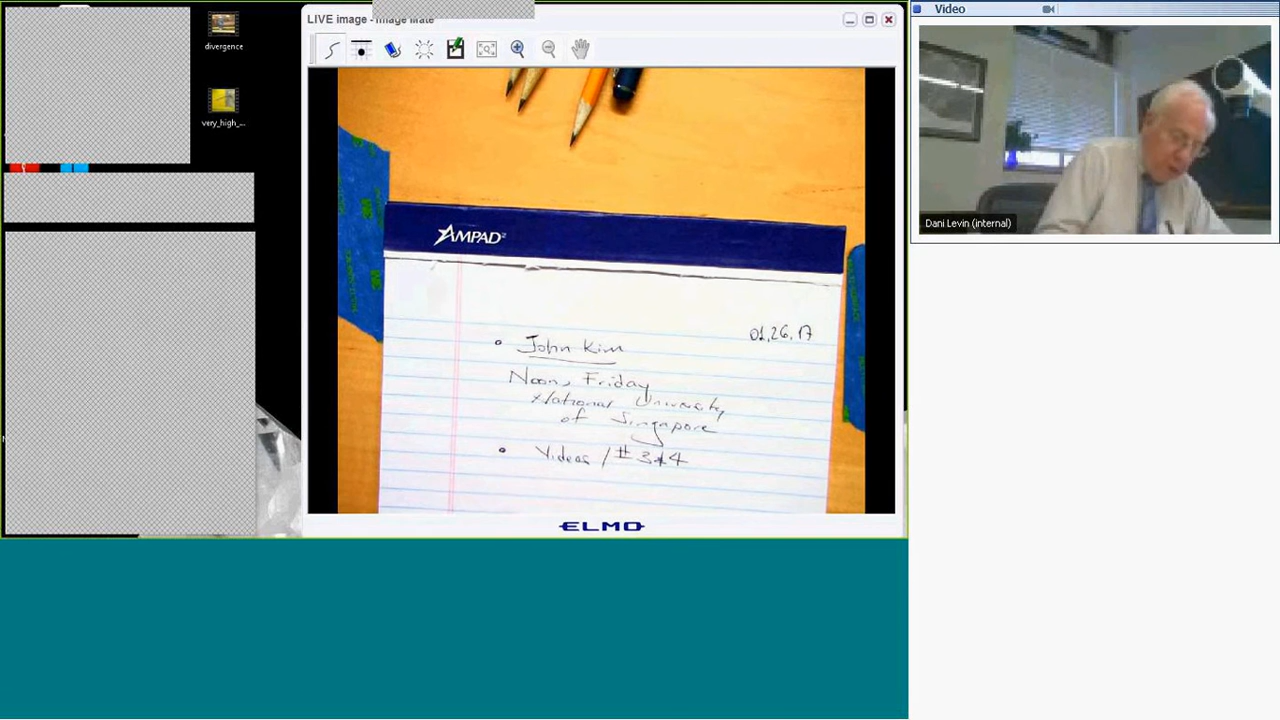 LIVE image - Image Mate
divergence
very_high_...
AMPAD
01,26,17
• John Kim
Noon, Friday
National University
of Singapore
• Videos / # 3&4
ELMO
Video
Dani Levin (internal)